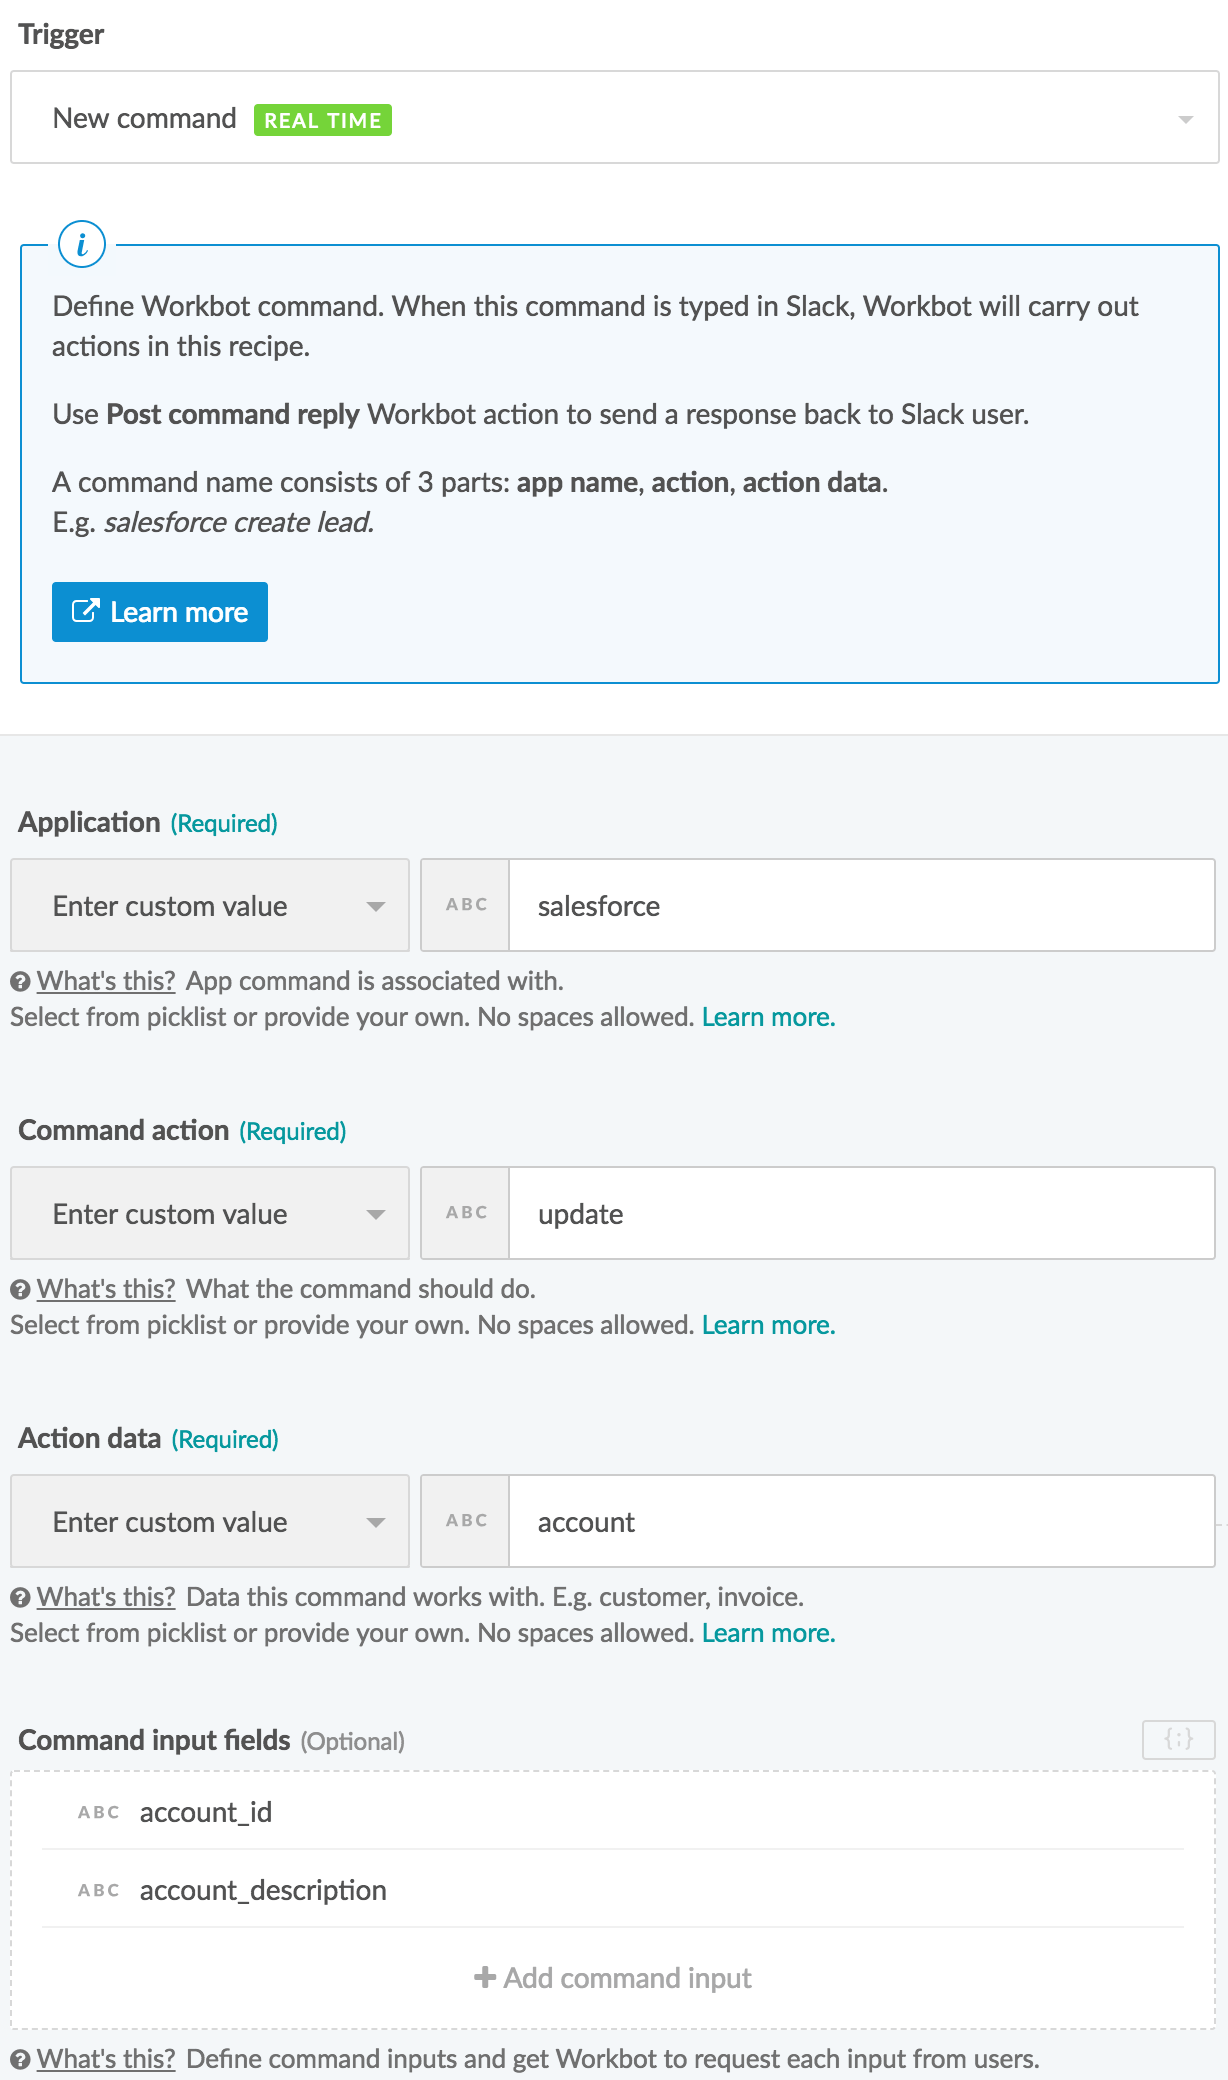 Trigger
New command REAL TIME
i
Define Workbot command. When this command is typed in Slack, Workbot will carry out
actions in this recipe.
Use Post command reply Workbot action to send a response back to Slack user.
A command name consists of 3 parts: app name, action, action data.
E.g. salesforce create lead.
Learn more
Application (Required)
Enter custom value ABC salesforce
? What's this? App command is associated with.
Select from picklist or provide your own. No spaces allowed. Learn more.
Command action (Required)
Enter custom value ABC update
? What's this? What the command should do.
Select from picklist or provide your own. No spaces allowed. Learn more.
Action data (Required)
Enter custom value ABC account
? What's this? Data this command works with. E.g. customer, invoice.
Select from picklist or provide your own. No spaces allowed. Learn more.
Command input fields (Optional) {;}
ABC account_id
ABC account_description
+ Add command input
? What's this? Define command inputs and get Workbot to request each input from users.